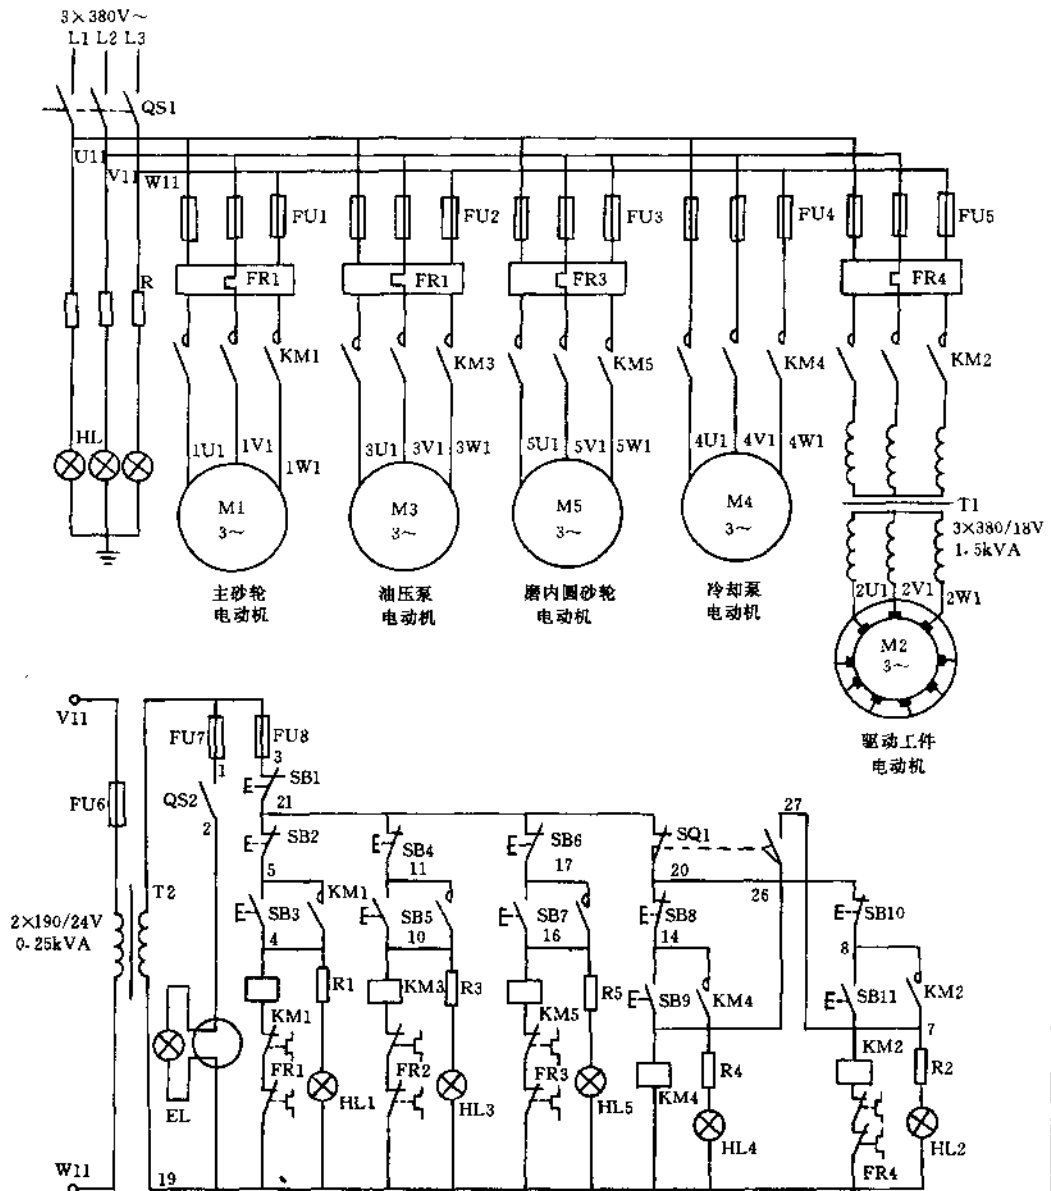 3×380V~
L1 L2 L3
QS1
U11
V11
W11
FU1
FU2
FU3
FU4
FU5
R
FR1
FR1
FR3
FR4
KM1
KM3
KM5
KM4
KM2
HL
1U1
1V1
1W1
3U1
3V1
3W1
5U1
5V1
5W1
4U1
4V1
4W1
M1
3~
M3
3~
M5
3~
M4
3~
T1
3×380/18V
1.5kVA
主砂轮
电动机
油压泵
电动机
磨内圆砂轮
电动机
冷却泵
电动机
2U1
2V1
2W1
M2
3~
驱动工件
电动机
V11
FU7
FU8
1
3
SB1
21
FU6
QS2
2
27
SB2
SB4
SB6
SQ1
5
11
17
20
26
T2
KM1
2×190/24V
0.25kVA
SB3
SB5
SB7
SB8
SB10
4
10
16
14
8
R1
KM3
R3
R5
SB9
KM4
SB11
KM2
7
KM1
KM5
KM2
FR1
FR2
FR3
KM4
R4
R2
EL
HL1
HL3
HL5
HL4
HL2
FR4
W11
19